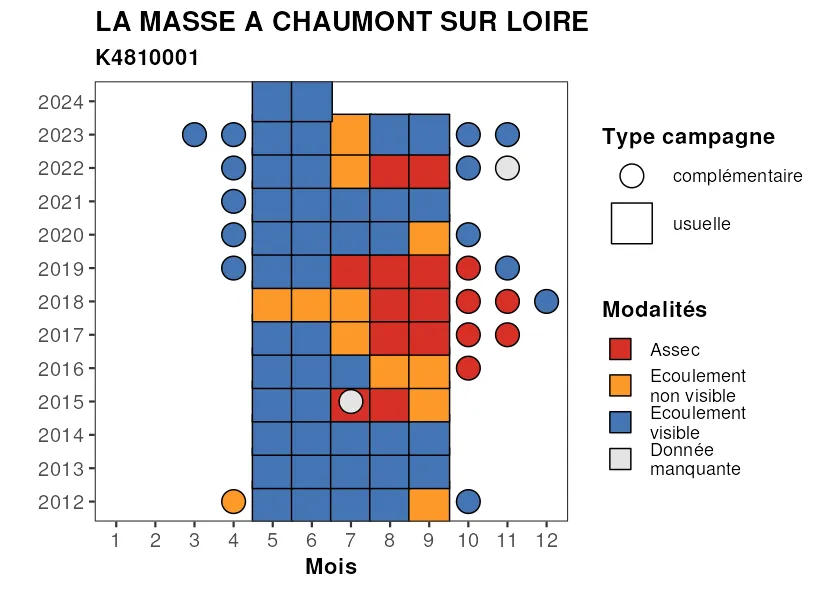 LA MASSE A CHAUMONT SUR LOIRE
K4810001
2024
2023
2022
2021
2020
2019
2018
2017
2016
2015
2014
2013
2012
1 2 3 4 5 6 7 8 9 10 11 12
Mois
Type campagne
complémentaire
usuelle
Modalités
Assec
Ecoulement
non visible
Ecoulement
visible
Donnée
manquante